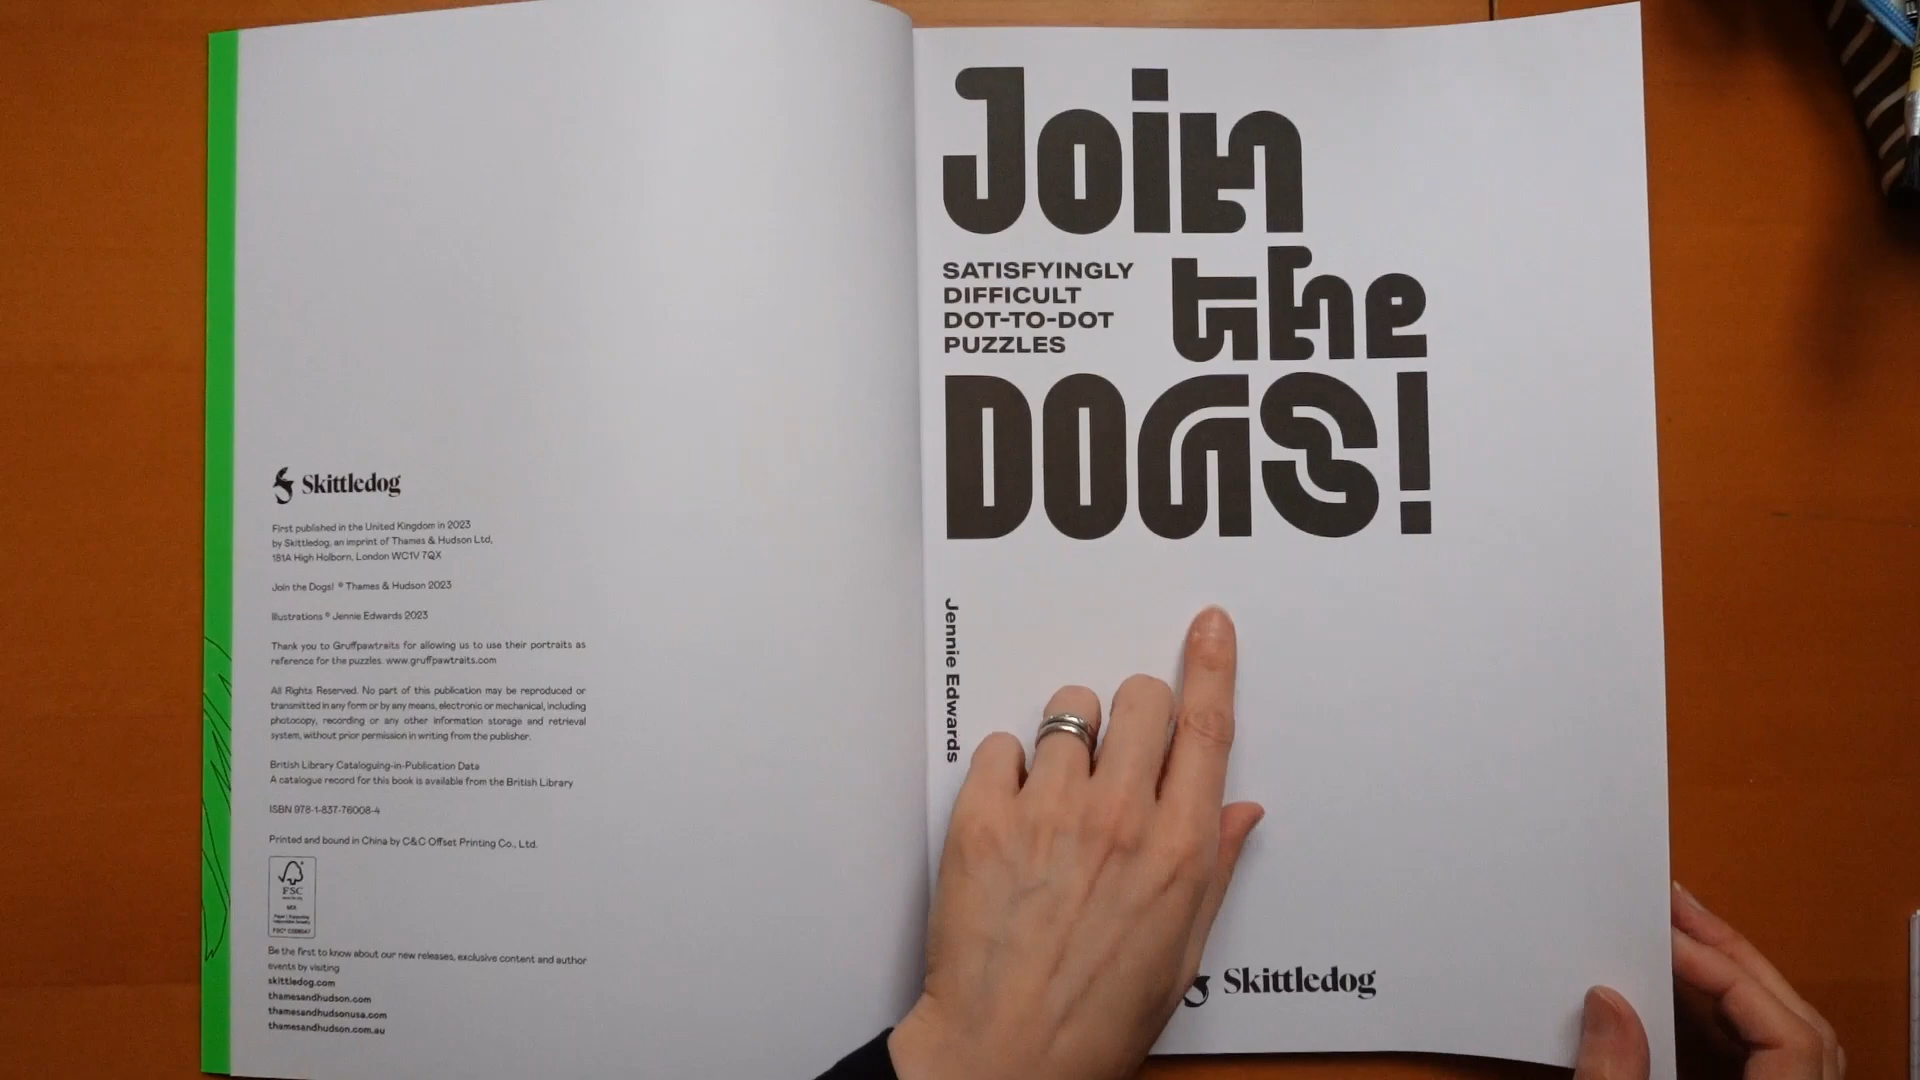 Skittledog
First published in the United Kingdom in 2023
by Skittledog, an imprint of Thames & Hudson Ltd,
181A High Holborn, London WC1V 7QX
Join the Dogs! © Thames & Hudson 2023
Illustrations © Jennie Edwards 2023
Thank you to Gruffpawtraits for allowing us to use their portraits as
reference for the puzzles. www.gruffpawtraits.com
All Rights Reserved. No part of this publication may be reproduced or
transmitted in any form or by any means, electronic or mechanical, including
photocopy, recording or any other information storage and retrieval
system, without prior permission in writing from the publisher.
British Library Cataloguing-in-Publication Data
A catalogue record for this book is available from the British Library
ISBN 978-1-837-76008-4
Printed and bound in China by C&C Offset Printing Co., Ltd.
FSC
MIX
Be the first to know about our new releases, exclusive content and author
events by visiting
skittledog.com
thamesandhudson.com
thamesandhudsonusa.com
thamesandhudson.com.au
Join
SATISFYINGLY
DIFFICULT
DOT-TO-DOT
PUZZLES
the
DOGS!
Jennie Edwards
Skittledog